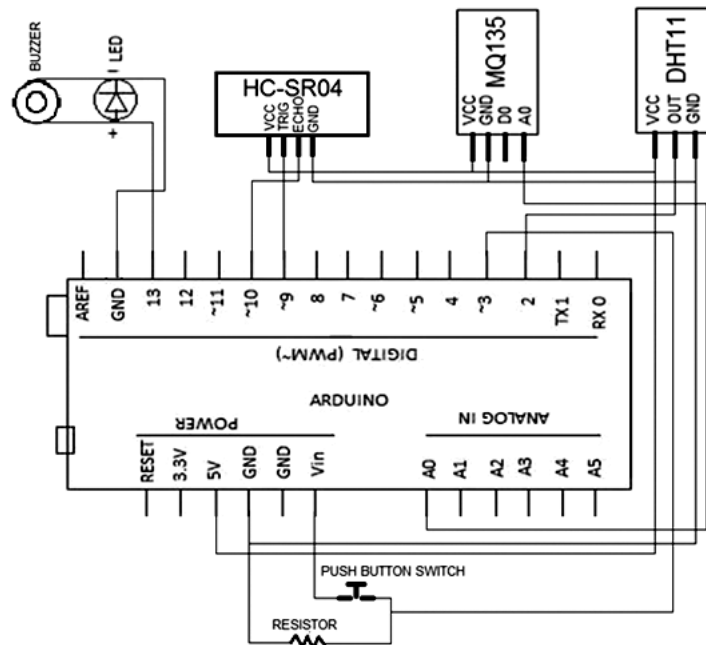 BUZZER
LED
-
+
HC-SR04
VCC
TRIG
ECHO
GND
MQ135
VCC
GND
D0
A0
DHT11
VCC
OUT
GND
AREF
GND
13
12
~11
~10
~9
8
7
~6
~5
4
~3
2
TX1
RX 0
DIGITAL (PWM~)
ARDUINO
POWER
ANALOG IN
RESET
3.3V
5V
GND
GND
Vin
A0
A1
A2
A3
A4
A5
PUSH BUTTON SWITCH
RESISTOR